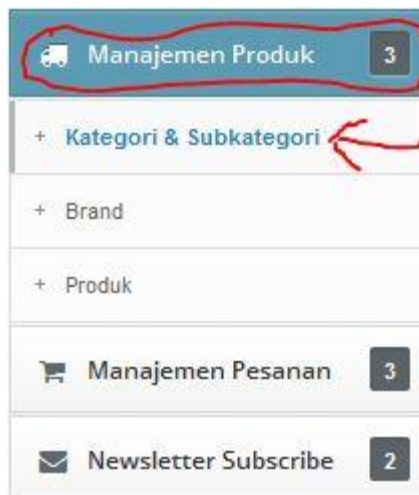 Manajemen Produk 3
+ Kategori & Subkategori
+ Brand
+ Produk
Manajemen Pesanan 3
Newsletter Subscribe 2